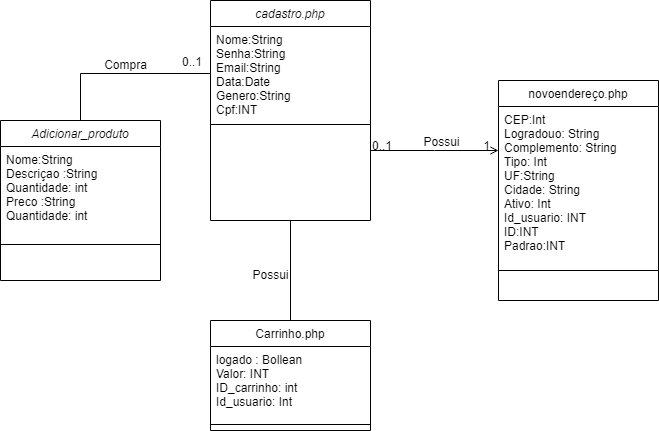 cadastro.php
Nome:String
Senha:String
Email:String
Data:Date
Genero:String
Cpf:INT
Compra
0..1
Adicionar_produto
Nome:String
Descriçao :String
Quantidade: int
Preco :String
Quantidade: int
0..1
Possui
1
novoendereço.php
CEP:Int
Logradouo: String
Complemento: String
Tipo: Int
UF:String
Cidade: String
Ativo: Int
Id_usuario: INT
ID:INT
Padrao:INT
Possui
Carrinho.php
logado : Bollean
Valor: INT
ID_carrinho: int
Id_usuario: Int